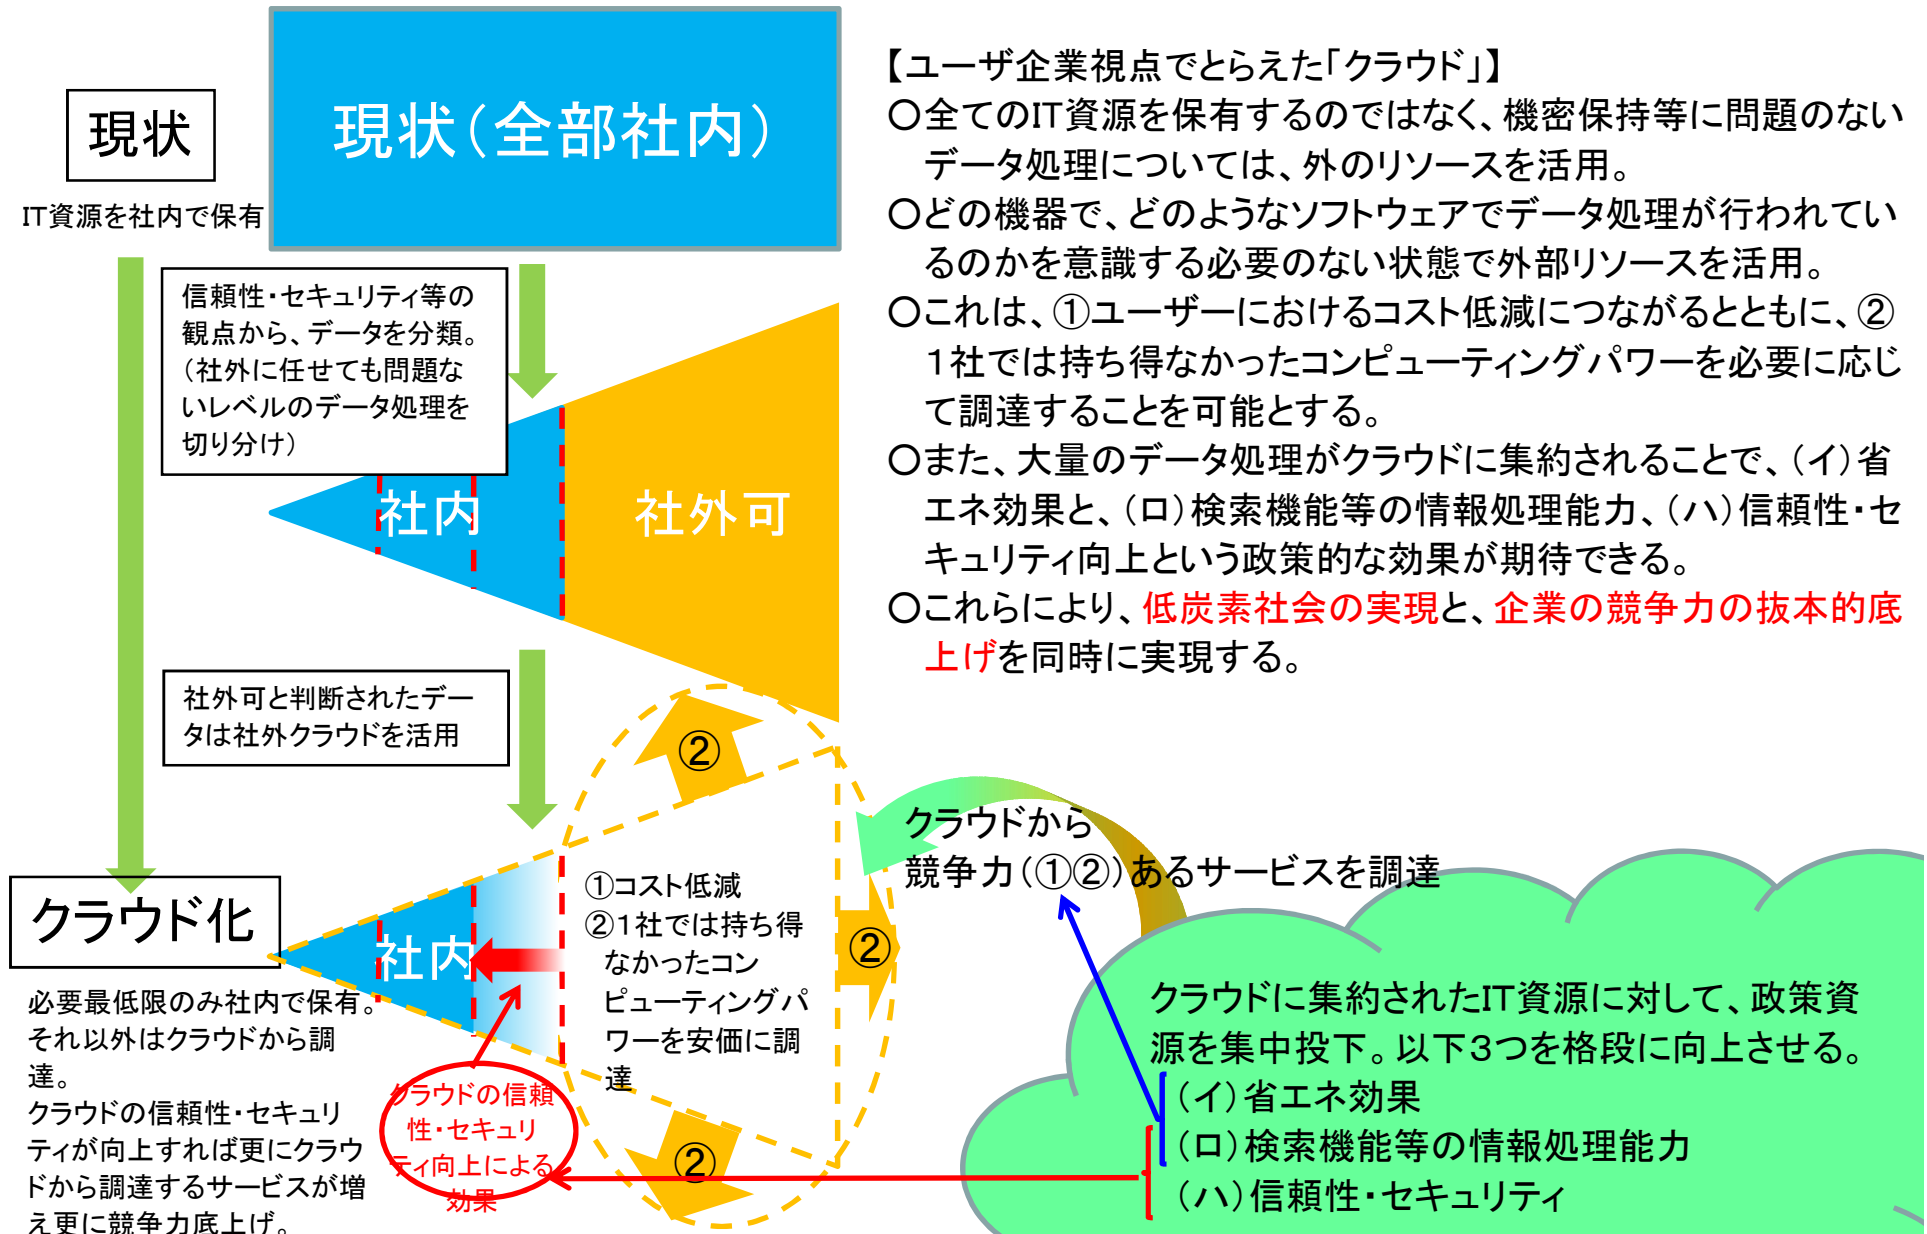 現状
IT資源を社内で保有
現状（全部社内）
信頼性・セキュリティ等の
観点から、データを分類。
（社外に任せても問題な
いレベルのデータ処理を
切り分け）
社内
社外可
社外可と判断されたデー
タは社外クラウドを活用
クラウド化
必要最低限のみ社内で保有。
それ以外はクラウドから調
達。
クラウドの信頼性・セキュリ
ティが向上すれば更にクラウ
ドから調達するサービスが増
え更に競争力底上げ。
社内
クラウドの信頼
性・セキュリ
ティ向上による
効果
①コスト低減
②１社では持ち得
なかったコン
ピューティングパ
ワーを安価に調
達
②
②
②
【ユーザ企業視点でとらえた「クラウド」】
○全てのIT資源を保有するのではなく、機密保持等に問題のない
データ処理については、外のリソースを活用。
○どの機器で、どのようなソフトウェアでデータ処理が行われてい
るのかを意識する必要のない状態で外部リソースを活用。
○これは、①ユーザーにおけるコスト低減につながるとともに、②
１社では持ち得なかったコンピューティングパワーを必要に応じ
て調達することを可能とする。
○また、大量のデータ処理がクラウドに集約されることで、（イ）省
エネ効果と、（ロ）検索機能等の情報処理能力、（ハ）信頼性・セ
キュリティ向上という政策的な効果が期待できる。
○これらにより、低炭素社会の実現と、企業の競争力の抜本的底
上げを同時に実現する。
クラウドから
競争力（①②）あるサービスを調達
クラウドに集約されたIT資源に対して、政策資
源を集中投下。以下３つを格段に向上させる。
（イ）省エネ効果
（ロ）検索機能等の情報処理能力
（ハ）信頼性・セキュリティ